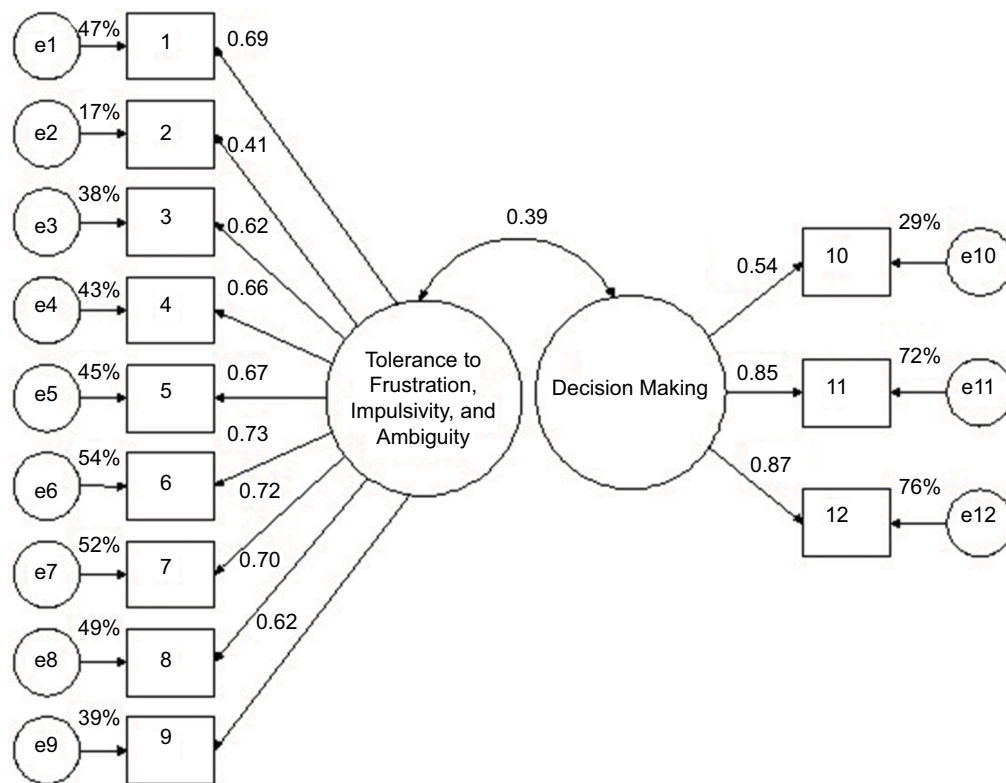 e1
47%
1
0.69
e2
17%
2
0.41
e3
38%
3
0.62
e4
43%
4
0.66
e5
45%
5
0.67
e6
54%
6
0.73
e7
52%
7
0.72
e8
49%
8
0.70
e9
39%
9
0.62
Tolerance to
Frustration,
Impulsivity, and
Ambiguity
0.39
Decision Making
0.54
10
29%
e10
0.85
11
72%
e11
0.87
12
76%
e12